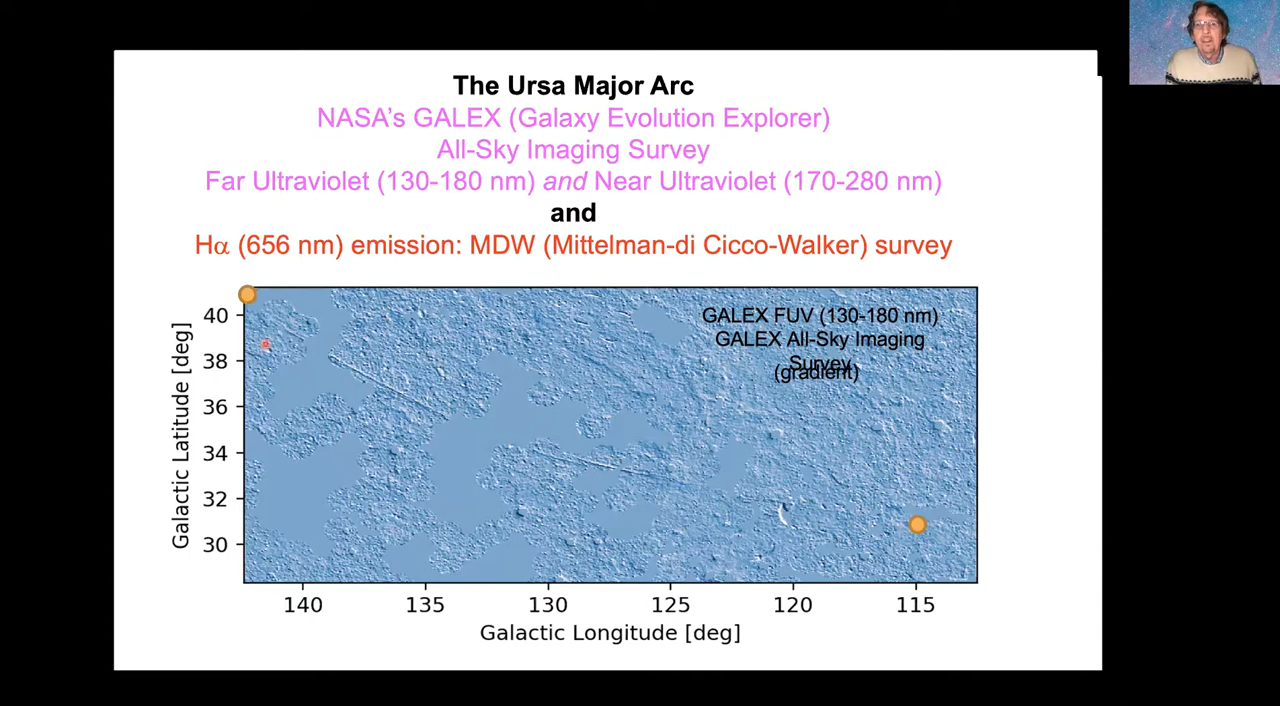 The Ursa Major Arc
NASA's GALEX (Galaxy Evolution Explorer)
All-Sky Imaging Survey
Far Ultraviolet (130-180 nm) and Near Ultraviolet (170-280 nm)
and
Hα (656 nm) emission: MDW (Mittelman-di Cicco-Walker) survey
GALEX FUV (130-180 nm)
GALEX All-Sky Imaging
Survey
(gradient)
Galactic Latitude [deg]
40
38
36
34
32
30
140 135 130 125 120 115
Galactic Longitude [deg]